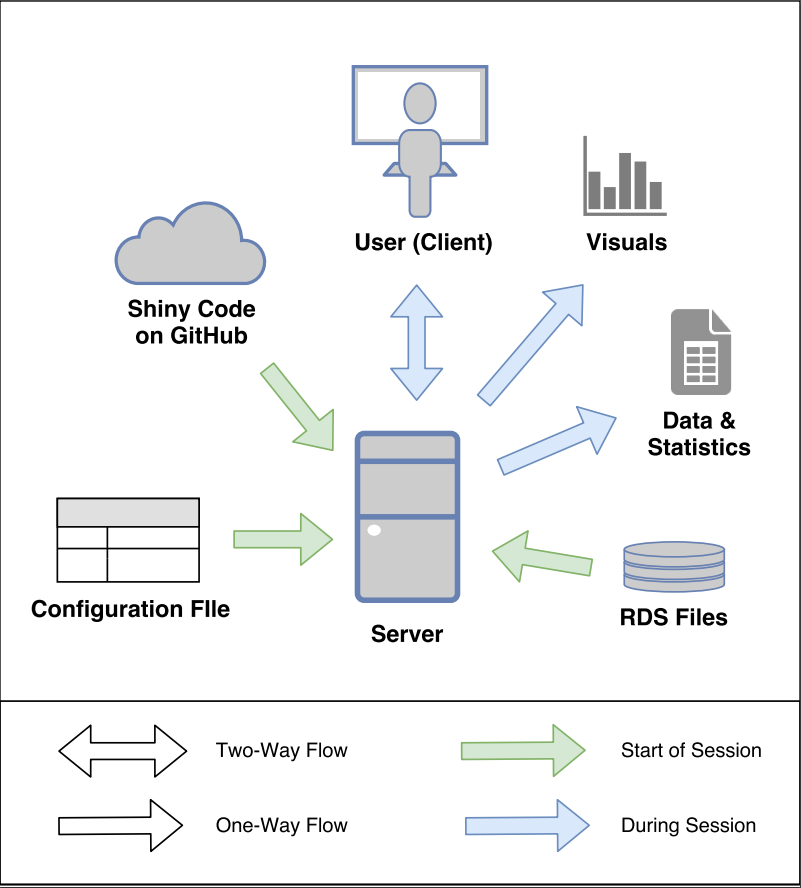 User (Client)
Visuals
Shiny Code
on GitHub
Data &
Statistics
Configuration FIle
Server
RDS Files
Two-Way Flow
Start of Session
One-Way Flow
During Session